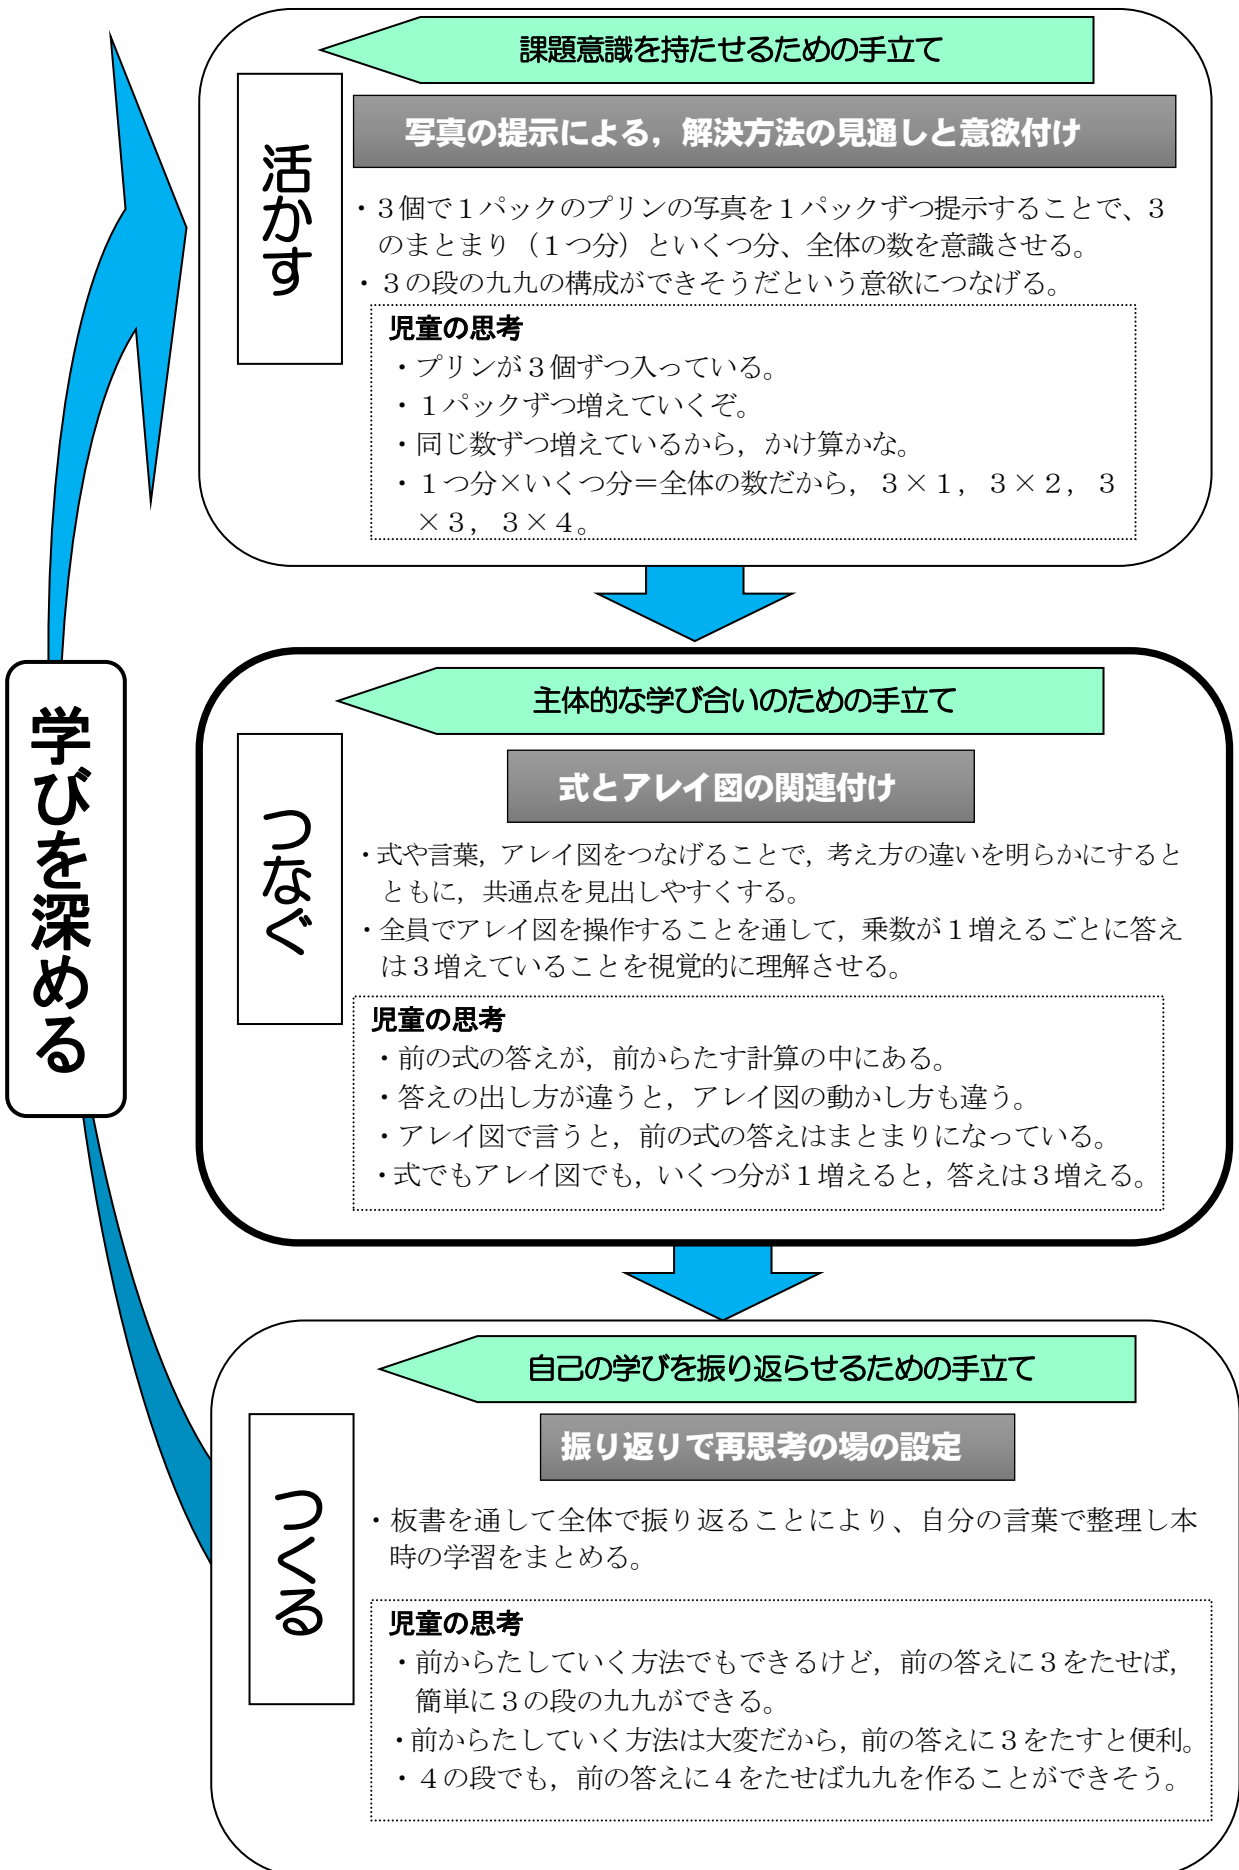 課題意識を持たせるための手立て
活かす
写真の提示による，解決方法の見通しと意欲付け
・３個で１パックのプリンの写真を１パックずつ提示することで、３
のまとまり（１つ分）といくつ分、全体の数を意識させる。
・３の段の九九の構成ができそうだという意欲につなげる。
児童の思考
・プリンが３個ずつ入っている。
・１パックずつ増えていくぞ。
・同じ数ずつ増えているから，かけ算かな。
・１つ分×いくつ分＝全体の数だから，３×１，３×２，３
×３，３×４。
学びを深める
主体的な学び合いのための手立て
つなぐ
式とアレイ図の関連付け
・式や言葉，アレイ図をつなげることで，考え方の違いを明らかにすると
ともに，共通点を見出しやすくする。
・全員でアレイ図を操作することを通して，乗数が１増えるごとに答え
は３増えていることを視覚的に理解させる。
児童の思考
・前の式の答えが，前からたす計算の中にある。
・答えの出し方が違うと，アレイ図の動かし方も違う。
・アレイ図で言うと，前の式の答えはまとまりになっている。
・式でもアレイ図でも，いくつ分が１増えると，答えは３増える。
自己の学びを振り返らせるための手立て
つくる
振り返りで再思考の場の設定
・板書を通して全体で振り返ることにより、自分の言葉で整理し本
時の学習をまとめる。
児童の思考
・前からたしていく方法でもできるけど，前の答えに３をたせば，
簡単に３の段の九九ができる。
・前からたしていく方法は大変だから，前の答えに３をたすと便利。
・４の段でも，前の答えに４をたせば九九を作ることができそう。